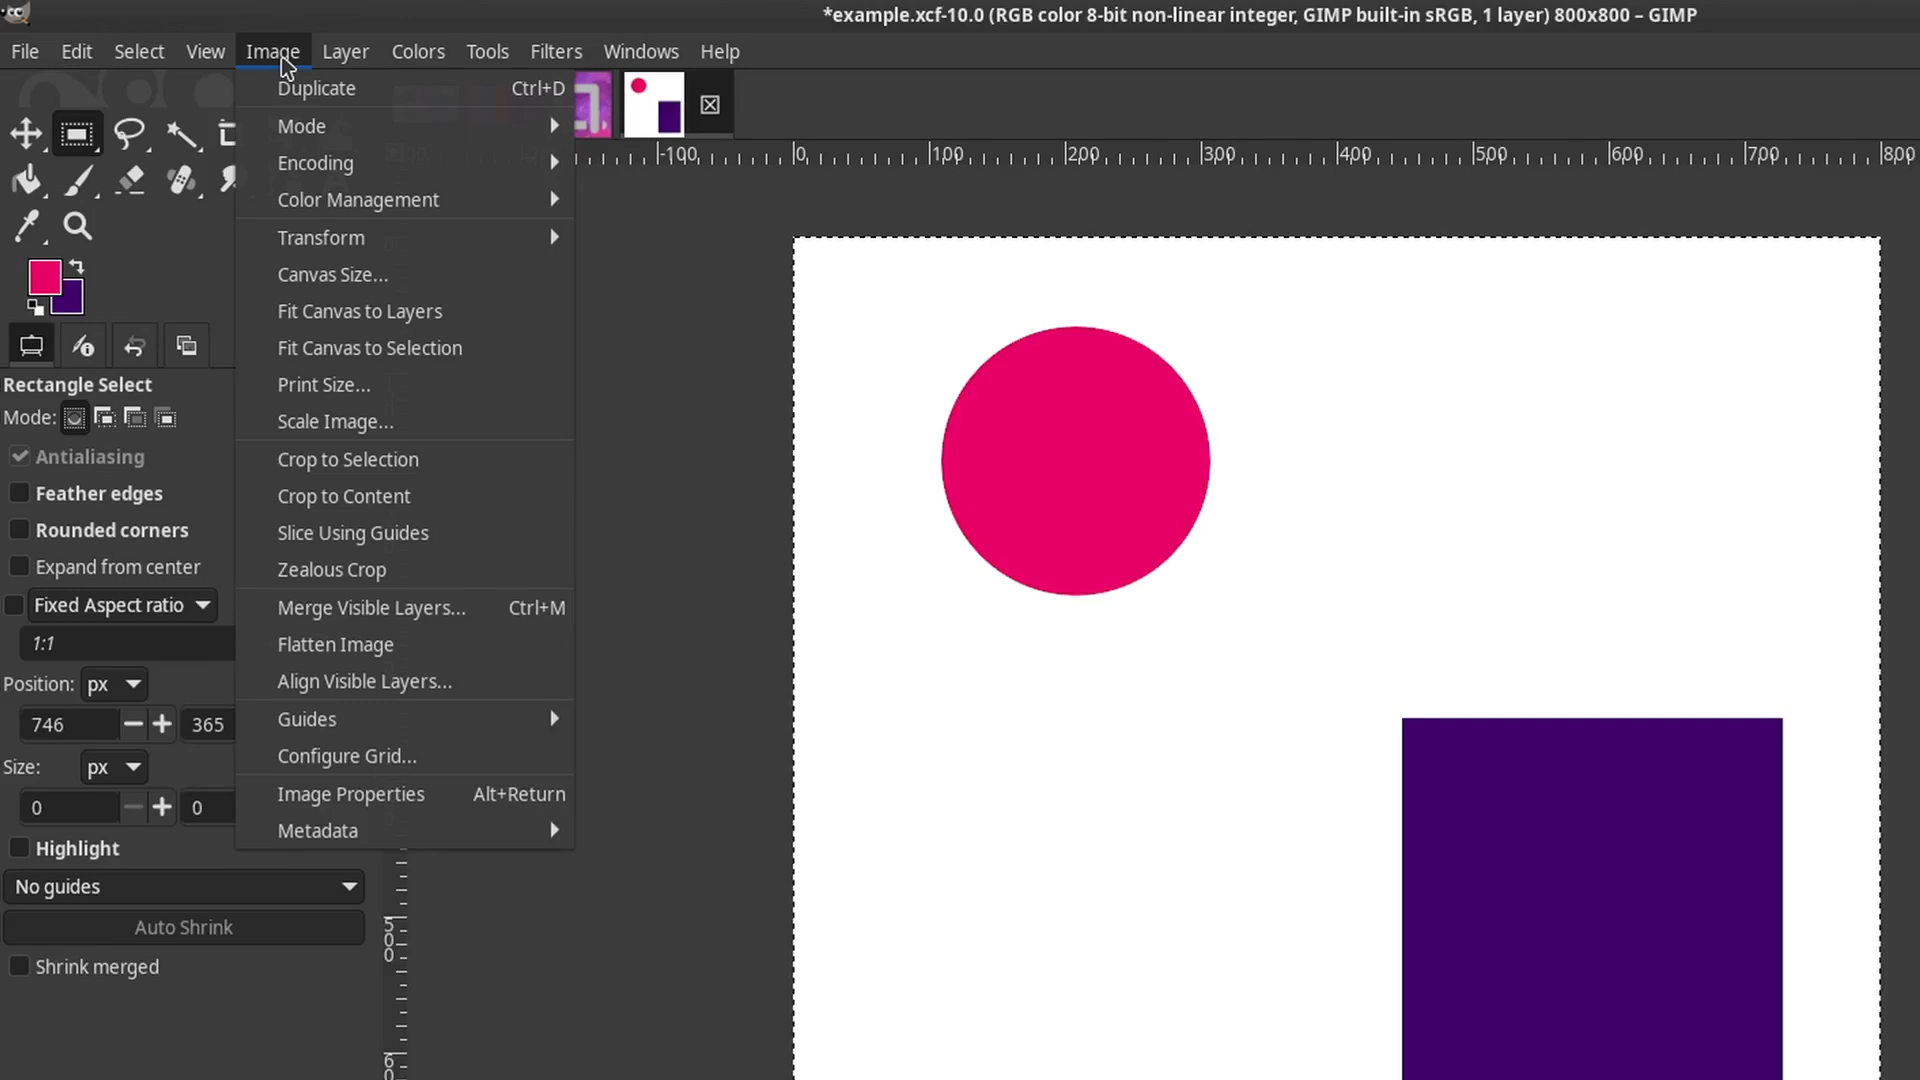 *example.xcf-10.0 (RGB color 8-bit non-linear integer, GIMP built-in sRGB, 1 layer) 800x800 – GIMP
File Edit Select View Image Layer Colors Tools Filters Windows Help
Duplicate Ctrl+D
Mode
Encoding
Color Management
Transform
Canvas Size...
Fit Canvas to Layers
Fit Canvas to Selection
Print Size...
Scale Image...
Crop to Selection
Crop to Content
Slice Using Guides
Zealous Crop
Merge Visible Layers... Ctrl+M
Flatten Image
Align Visible Layers...
Guides
Configure Grid...
Image Properties Alt+Return
Metadata
-100 0 100 200 300 400 500 600 700 800
Rectangle Select
Mode:
Antialiasing
Feather edges
Rounded corners
Expand from center
Fixed Aspect ratio
1:1
Position: px
746 365
Size: px
0 0
Highlight
No guides
Auto Shrink
Shrink merged
500
6